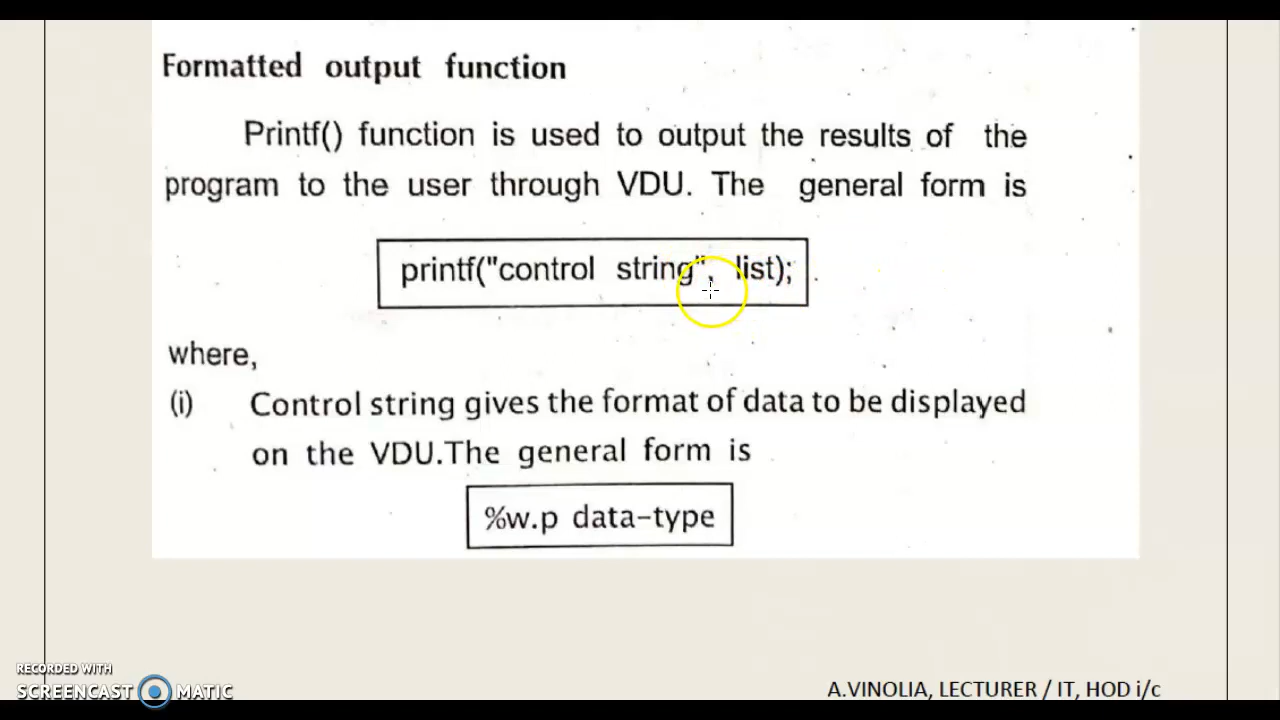 Formatted output function
Printf() function is used to output the results of the
program to the user through VDU. The general form is
printf("control string", list);
where,
(i) Control string gives the format of data to be displayed
on the VDU.The general form is
%w.p data-type
RECORDED WITH
SCREENCAST MATIC
A.VINOLIA, LECTURER / IT, HOD i/c